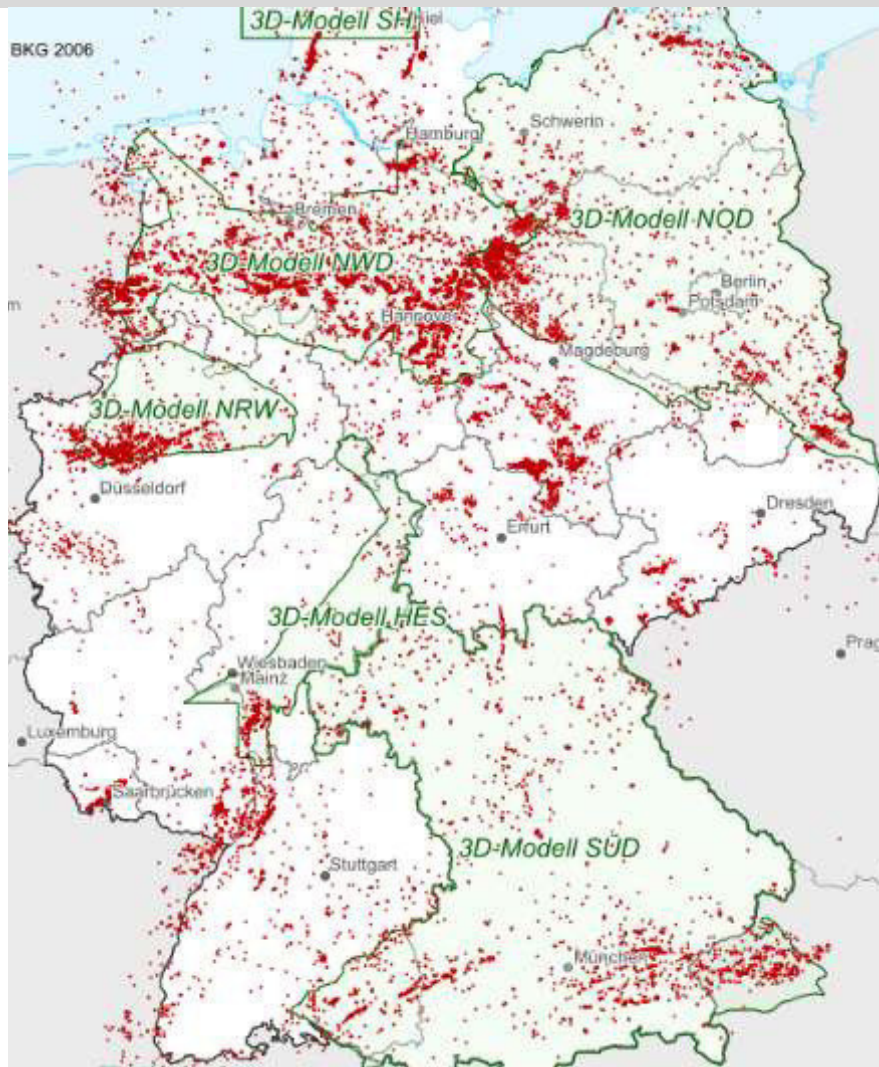 3D-Modell SH
Kiel
BKG 2006
Hamburg
Schwerin
Bremen
3D-Modell NOD
3D-Modell NWD
Berlin
Potsdam
Hannover
Magdeburg
3D-Modell NRW
Düsseldorf
Dresden
Erfurt
3D-Modell HES
Prag
Wiesbaden
Mainz
Luxemburg
Saarbrücken
3D-Modell SÜD
Stuttgart
München